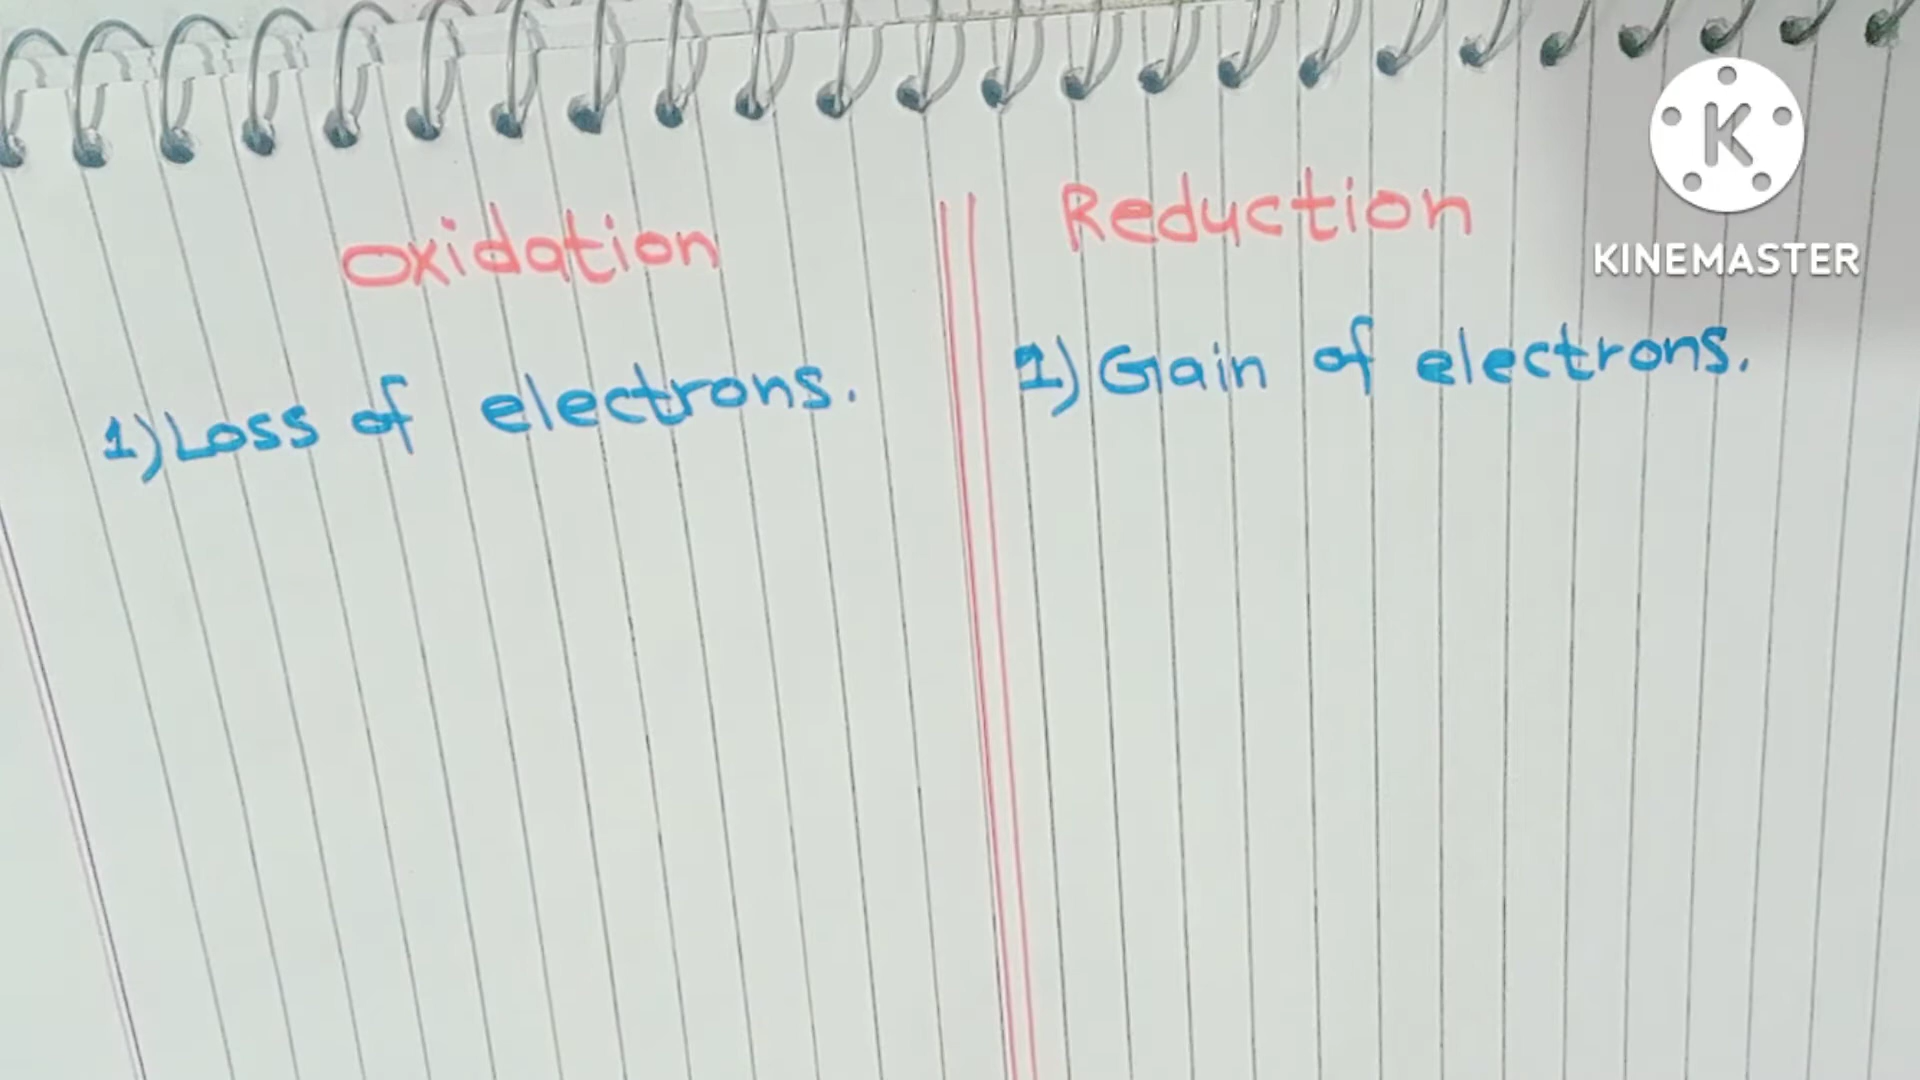 Oxidation
1) Loss of electrons.
Reduction
1) Gain of electrons.
K
KINEMASTER